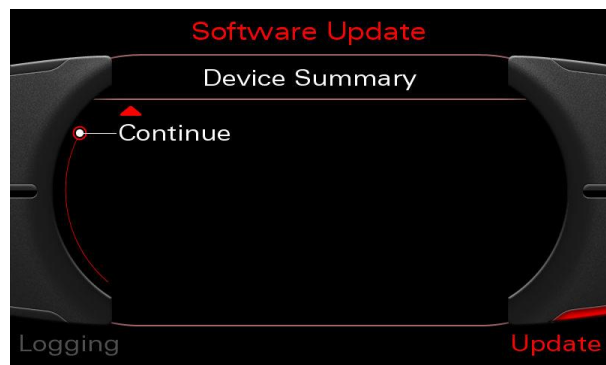 Software Update
Device Summary
Continue
Logging
Update